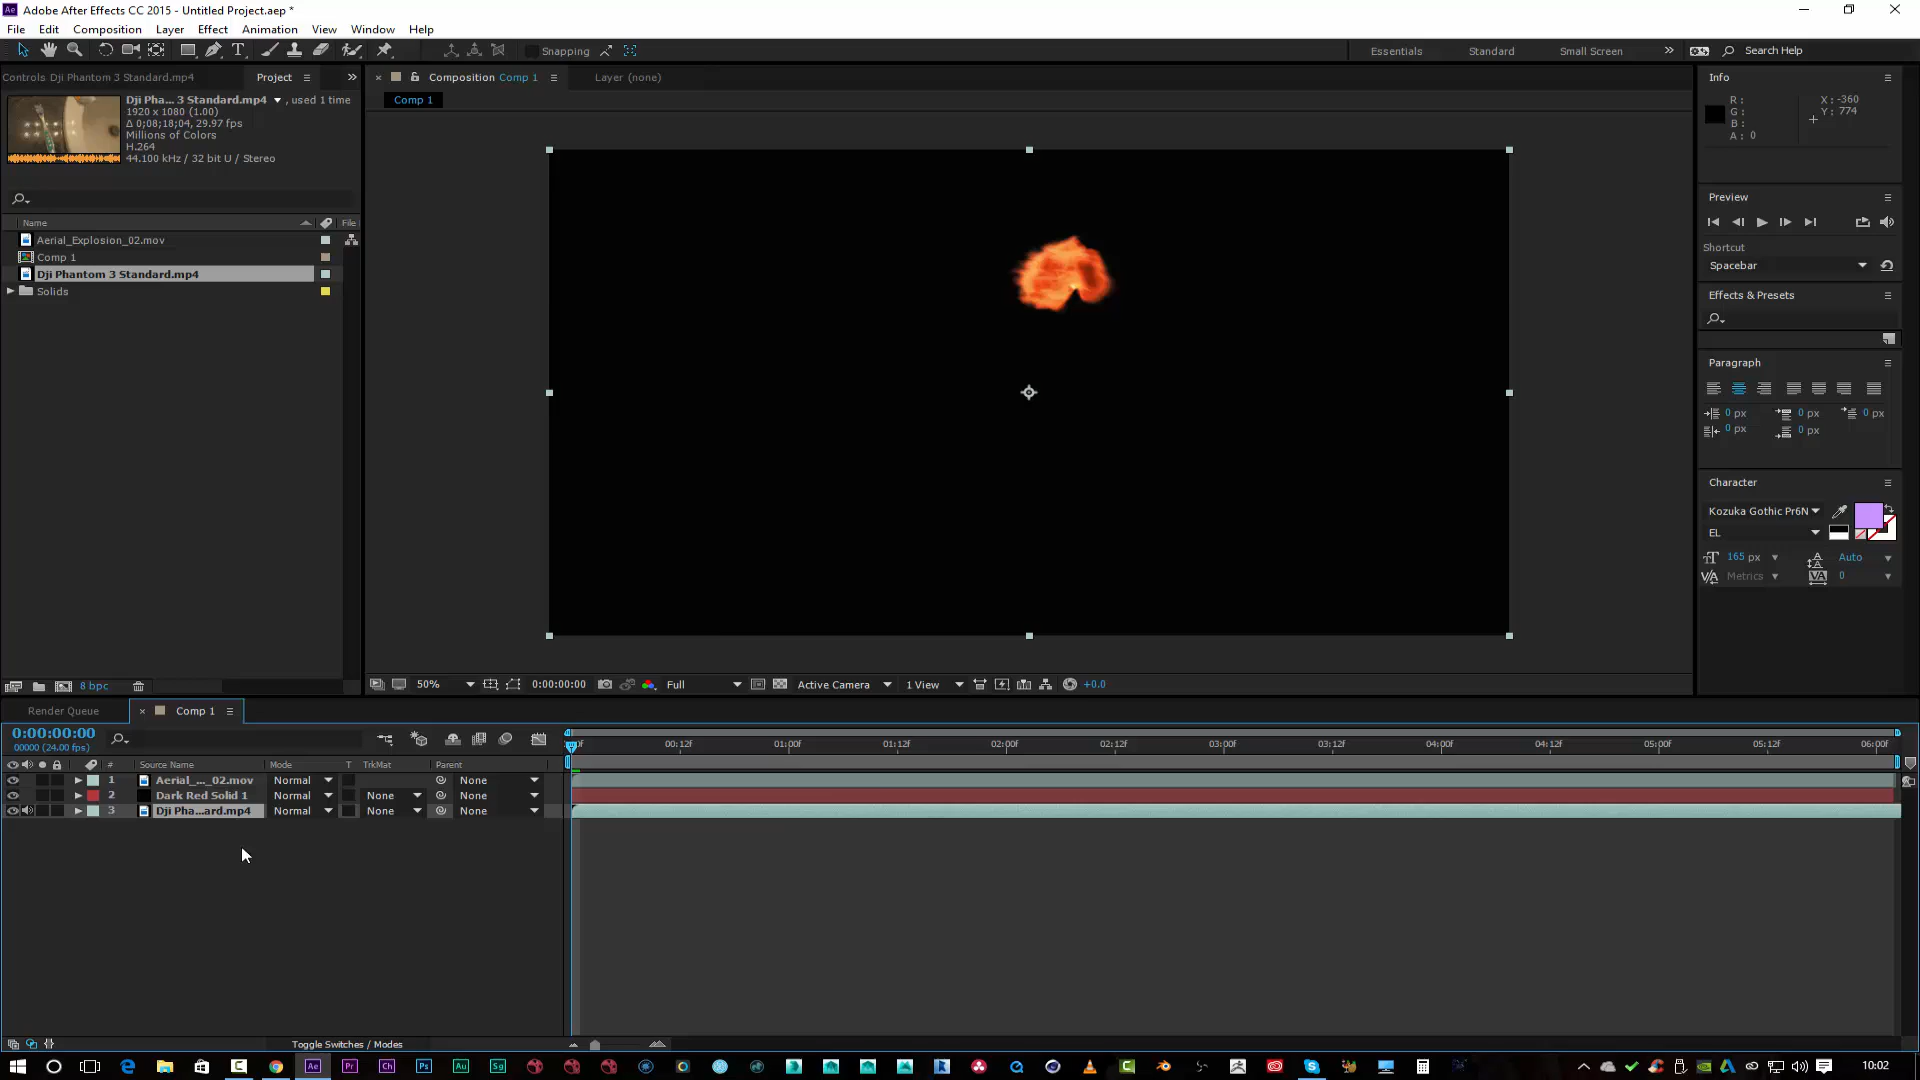 Adobe After Effects CC 2015 - Untitled Project.aep *
File Edit Composition Layer Effect Animation View Window Help
Snapping
Essentials Standard Small Screen » Search Help
Controls Dji Phantom 3 Standard.mp4 Project »
Composition Comp 1 Layer (none)
Comp 1
Dji Pha... 3 Standard.mp4 , used 1 time
1920 x 1080 (1.00)
Δ 0;08;18;04, 29.97 fps
Millions of Colors
H.264
44.100 kHz / 32 bit U / Stereo
Name File
Aerial_Explosion_02.mov
Comp 1
Dji Phantom 3 Standard.mp4
Solids
8 bpc
50% 0:00:00:00 Full Active Camera 1 View +0.0
Info
R :
G :
B :
A : 0
X : -360
Y : 774
Preview
Shortcut
Spacebar
Effects & Presets
Paragraph
0 px 0 px 0 px
0 px 0 px
Character
Kozuka Gothic Pr6N
EL
165 px Auto
Metrics 0
Render Queue Comp 1
0:00:00:00
00000 (24.00 fps)
00:12f 01:00f 01:12f 02:00f 02:12f 03:00f 03:12f 04:00f 04:12f 05:00f 05:12f 06:00f
# Source Name Mode T TrkMat Parent
1 Aerial_..._02.mov Normal None
2 Dark Red Solid 1 Normal None None
3 Dji Pha...ard.mp4 Normal None None
Toggle Switches / Modes
Ae Pr Ch Ps Au Sg
10:02